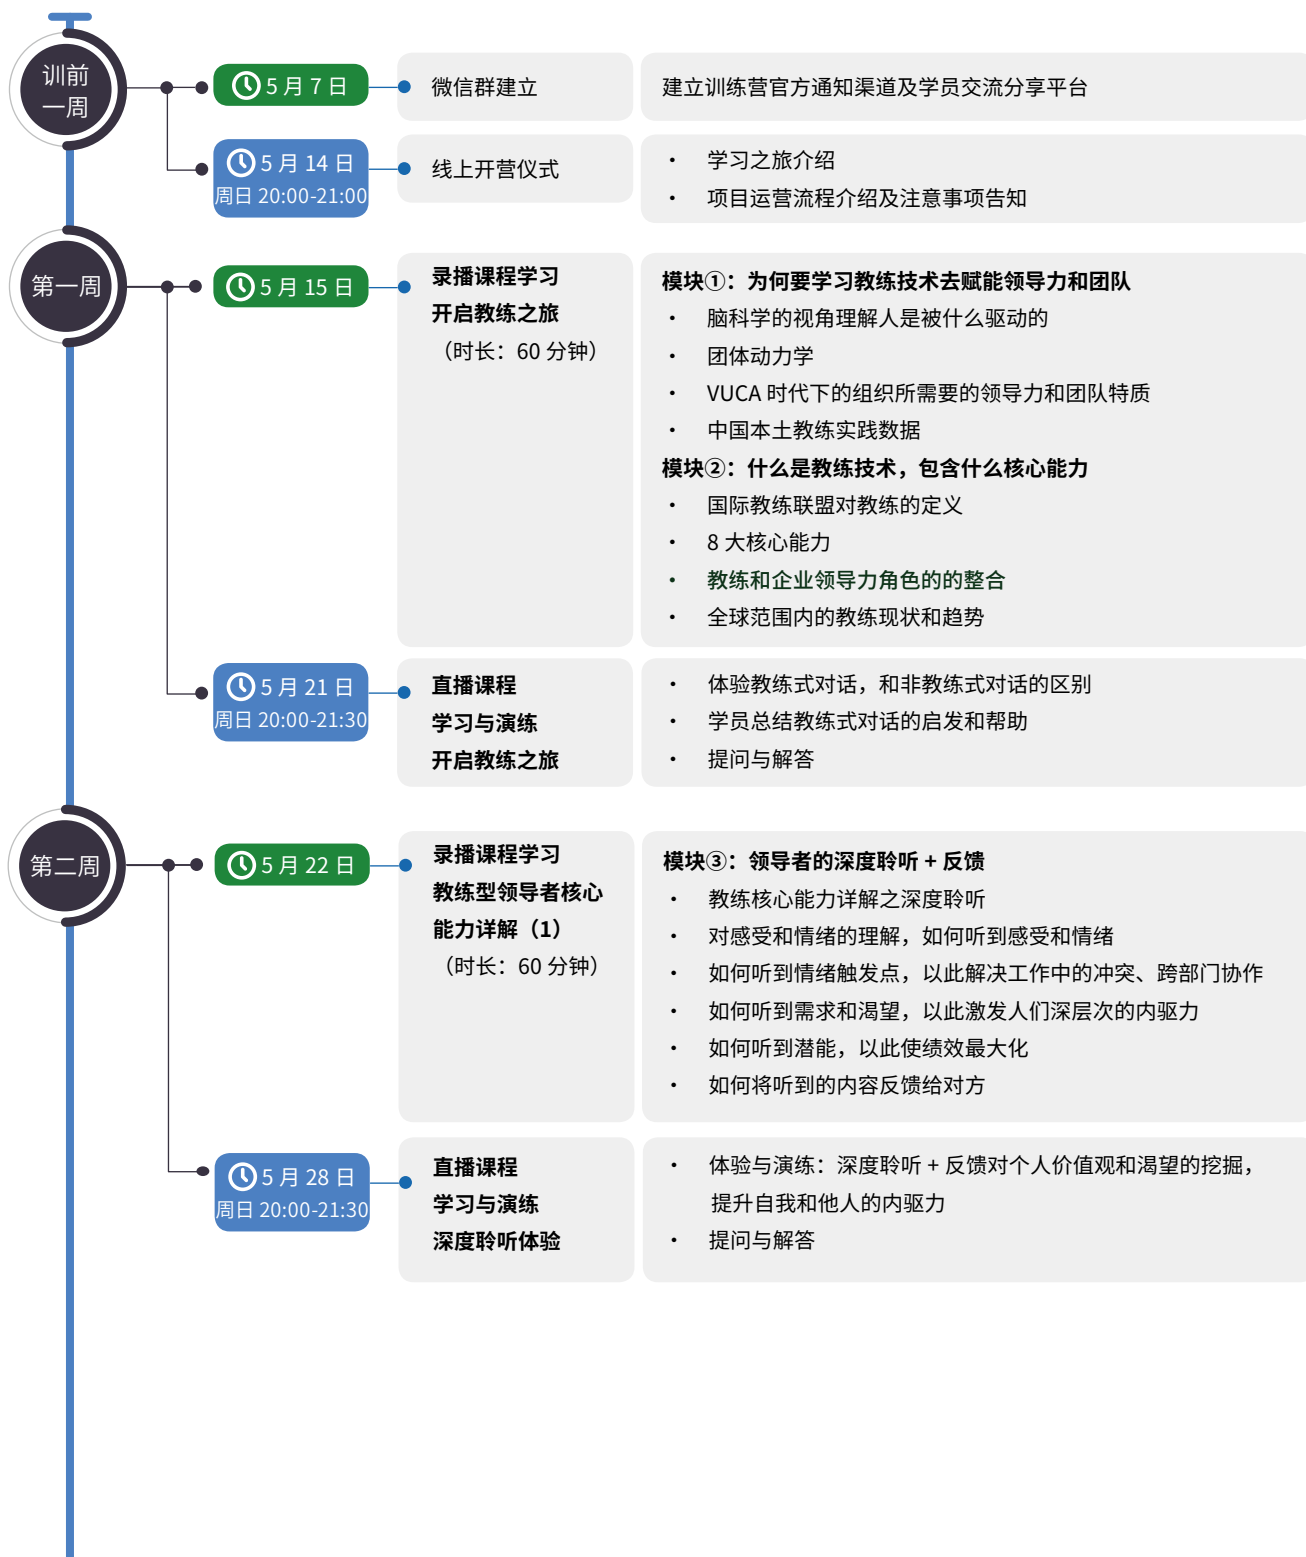 训前
一周
5 月 7 日
微信群建立
建立训练营官方通知渠道及学员交流分享平台
5 月 14 日
周日 20:00-21:00
线上开营仪式
· 学习之旅介绍
· 项目运营流程介绍及注意事项告知
第一周
5 月 15 日
录播课程学习
开启教练之旅
（时长：60 分钟）
模块①：为何要学习教练技术去赋能领导力和团队
· 脑科学的视角理解人是被什么驱动的
· 团体动力学
· VUCA 时代下的组织所需要的领导力和团队特质
· 中国本土教练实践数据
模块②：什么是教练技术，包含什么核心能力
· 国际教练联盟对教练的定义
· 8 大核心能力
· 教练和企业领导力角色的的整合
· 全球范围内的教练现状和趋势
5 月 21 日
周日 20:00-21:30
直播课程
学习与演练
开启教练之旅
· 体验教练式对话，和非教练式对话的区别
· 学员总结教练式对话的启发和帮助
· 提问与解答
第二周
5 月 22 日
录播课程学习
教练型领导者核心
能力详解（1）
（时长：60 分钟）
模块③：领导者的深度聆听 + 反馈
· 教练核心能力详解之深度聆听
· 对感受和情绪的理解，如何听到感受和情绪
· 如何听到情绪触发点，以此解决工作中的冲突、跨部门协作
· 如何听到需求和渴望，以此激发人们深层次的内驱力
· 如何听到潜能，以此使绩效最大化
· 如何将听到的内容反馈给对方
5 月 28 日
周日 20:00-21:30
直播课程
学习与演练
深度聆听体验
· 体验与演练：深度聆听 + 反馈对个人价值观和渴望的挖掘，
提升自我和他人的内驱力
· 提问与解答